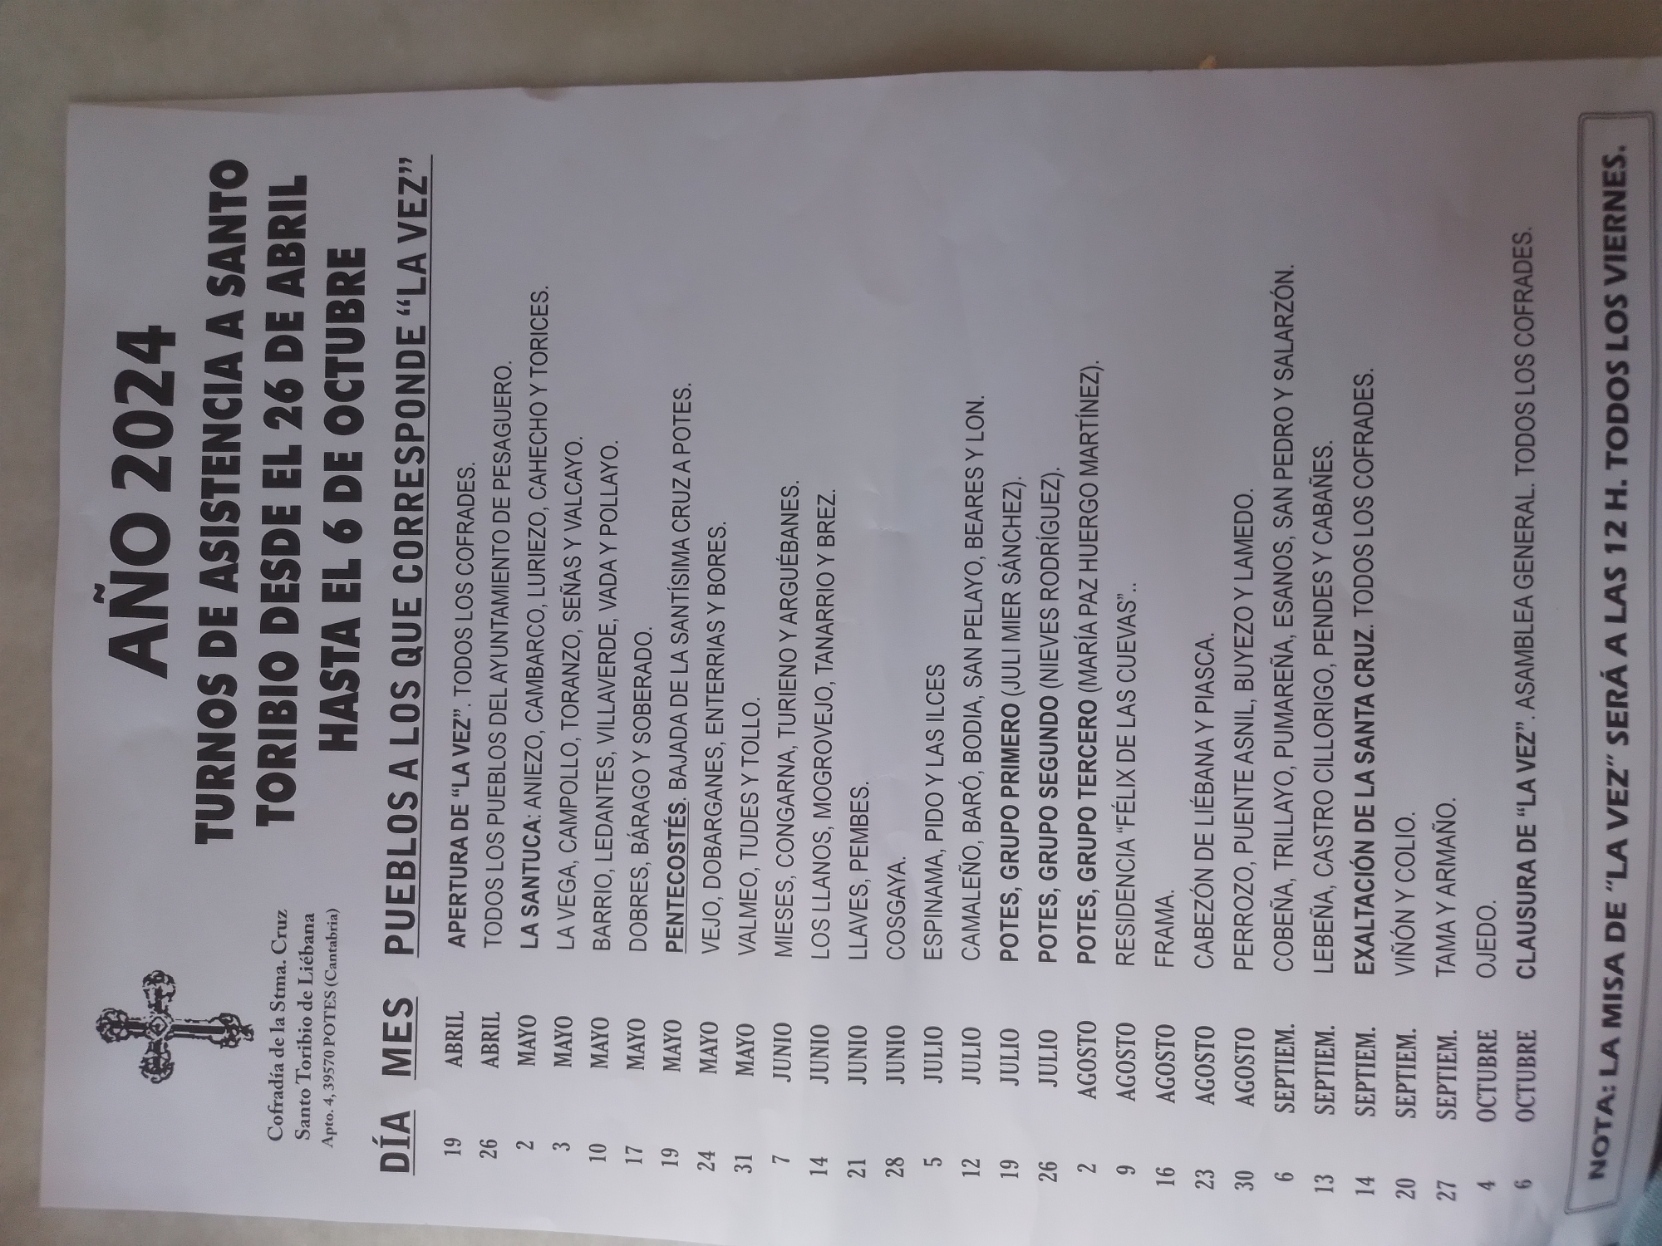 AÑO 2024
TURNOS DE ASISTENCIA A SANTO
TORIBIO DESDE EL 26 DE ABRIL
HASTA EL 6 DE OCTUBRE
Cofradía de la Stma. Cruz
Santo Toribio de Liébana
Apto. 4, 39570 POTES (Cantabria)
DÍA MES PUEBLOS A LOS QUE CORRESPONDE "LA VEZ"
19 ABRIL APERTURA DE "LA VEZ". TODOS LOS COFRADES.
26 ABRIL TODOS LOS PUEBLOS DEL AYUNTAMIENTO DE PESAGUERO.
2 MAYO LA SANTUCA: ANIEZO, CAMBARCO, LURIEZO, CAHECHO Y TORICES.
3 MAYO LA VEGA, CAMPOLLO, TORANZO, SEÑAS Y VALCAYO.
10 MAYO BARRIO, LEDANTES, VILLAVERDE, VADA Y POLLAYO.
17 MAYO DOBRES, BÁRAGO Y SOBERADO.
19 MAYO PENTECOSTÉS. BAJADA DE LA SANTÍSIMA CRUZ A POTES.
24 MAYO VEJO, DOBARGANES, ENTERRIAS Y BORES.
31 MAYO VALMEO, TUDES Y TOLLO.
7 JUNIO MIESES, CONGARNA, TURIENO Y ARGUÉBANES.
14 JUNIO LOS LLANOS, MOGROVEJO, TANARRIO Y BREZ.
21 JUNIO LLAVES, PEMBES.
28 JUNIO COSGAYA.
5 JULIO ESPINAMA, PIDO Y LAS ILCES
12 JULIO CAMALEÑO, BARÓ, BODIA, SAN PELAYO, BEARES Y LON.
19 JULIO POTES, GRUPO PRIMERO (JULI MIER SÁNCHEZ).
26 JULIO POTES, GRUPO SEGUNDO (NIEVES RODRÍGUEZ).
2 AGOSTO POTES, GRUPO TERCERO (MARÍA PAZ HUERGO MARTÍNEZ).
9 AGOSTO RESIDENCIA "FÉLIX DE LAS CUEVAS"..
16 AGOSTO FRAMA.
23 AGOSTO CABEZÓN DE LIÉBANA Y PIASCA.
30 AGOSTO PERROZO, PUENTE ASNIL, BUYEZO Y LAMEDO.
6 SEPTIEM. COBEÑA, TRILLAYO, PUMAREÑA, ESANOS, SAN PEDRO Y SALARZÓN.
13 SEPTIEM. LEBEÑA, CASTRO CILLORIGO, PENDES Y CABAÑES.
14 SEPTIEM. EXALTACIÓN DE LA SANTA CRUZ. TODOS LOS COFRADES.
20 SEPTIEM. VIÑÓN Y COLIO.
27 SEPTIEM. TAMA Y ARMAÑO.
4 OCTUBRE OJEDO.
6 OCTUBRE CLAUSURA DE "LA VEZ". ASAMBLEA GENERAL. TODOS LOS COFRADES.
NOTA: LA MISA DE "LA VEZ" SERÁ A LAS 12 H. TODOS LOS VIERNES.